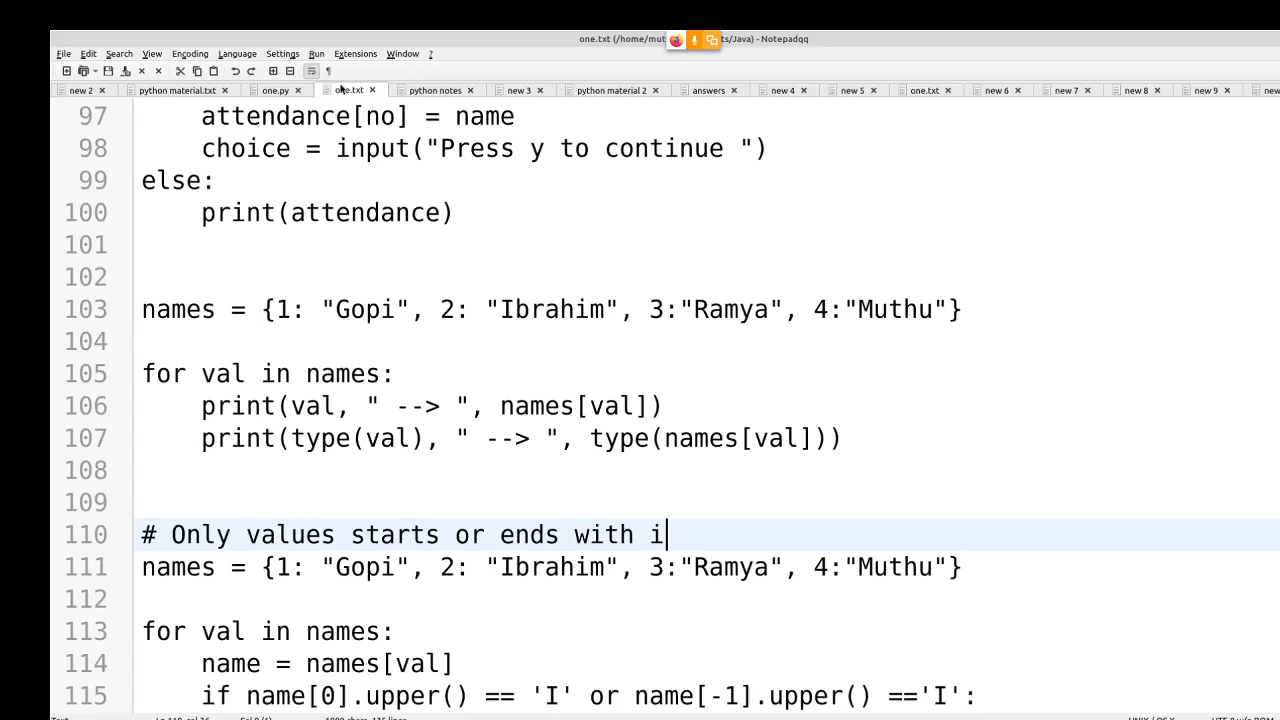 one.txt (/home/mut ts/Java) - Notepadqq
File Edit Search View Encoding Language Settings Run Extensions Window ?
new 2 python material.txt one.py one.txt python notes new 3 python material 2 answers new 4 new 5 one.txt new 6 new 7 new 8 new 9 new
97 attendance[no] = name
98 choice = input("Press y to continue ")
99 else:
100 print(attendance)
101
102
103 names = {1: "Gopi", 2: "Ibrahim", 3:"Ramya", 4:"Muthu"}
104
105 for val in names:
106 print(val, " --> ", names[val])
107 print(type(val), " --> ", type(names[val]))
108
109
110 # Only values starts or ends with i
111 names = {1: "Gopi", 2: "Ibrahim", 3:"Ramya", 4:"Muthu"}
112
113 for val in names:
114 name = names[val]
115 if name[0].upper() == 'I' or name[-1].upper() =='I':